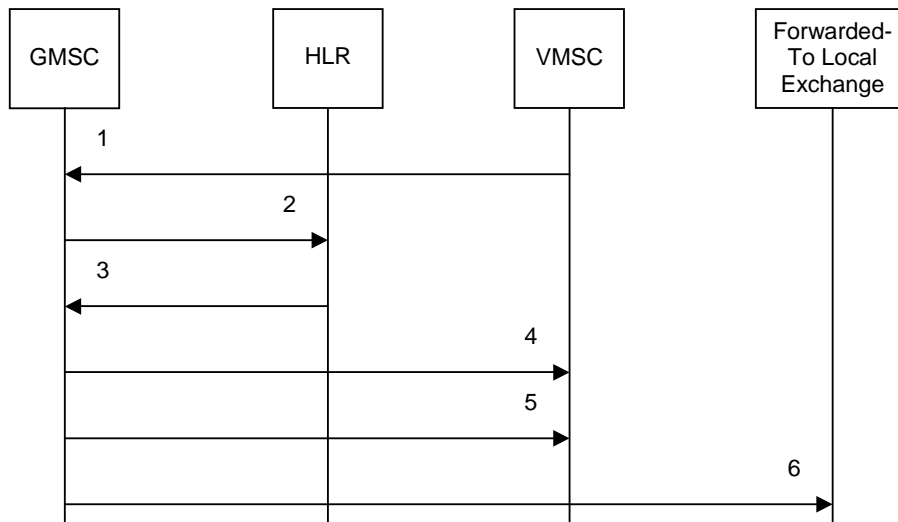 GMSC
HLR
VMSC
Forwarded-
To Local
Exchange
1
2
3
4
5
6